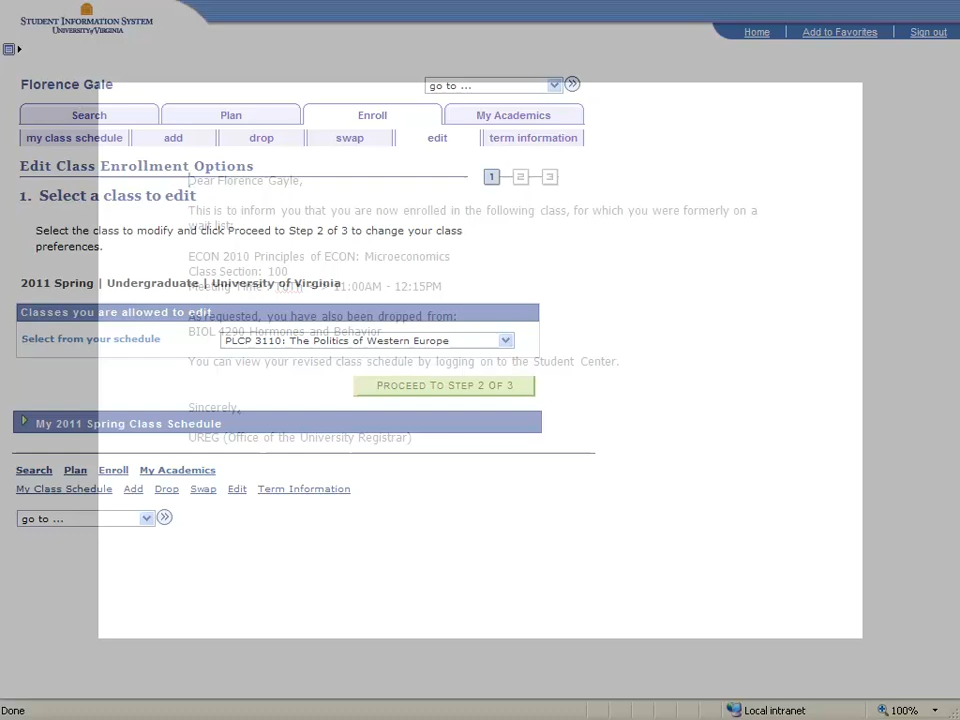 STUDENT INFORMATION SYSTEM
UNIVERSITY of VIRGINIA
Home
Add to Favorites
Sign out
Florence Gale
go to ...
Search
Plan
Enroll
My Academics
my class schedule
add
drop
swap
edit
term information
Edit Class Enrollment Options
1
2
3
Dear Florence Gayle,
1. Select a class to edit
This is to inform you that you are now enrolled in the following class, for which you were formerly on a
wait list:
Select the class to modify and click Proceed to Step 2 of 3 to change your class
preferences.
ECON 2010 Principles of ECON: Microeconomics
Class Section: 100
2011 Spring | Undergraduate | University of Virginia
Meeting Time : 11:00AM - 12:15PM
Classes you are allowed to edit
As requested, you have also been dropped from:
BIOL 4290 Hormones and Behavior
Select from your schedule
PLCP 3110: The Politics of Western Europe
You can view your revised class schedule by logging on to the Student Center.
PROCEED TO STEP 2 OF 3
Sincerely,
My 2011 Spring Class Schedule
UREG (Office of the University Registrar)
Search Plan Enroll My Academics
My Class Schedule Add Drop Swap Edit Term Information
go to ...
Done
Local intranet
100%